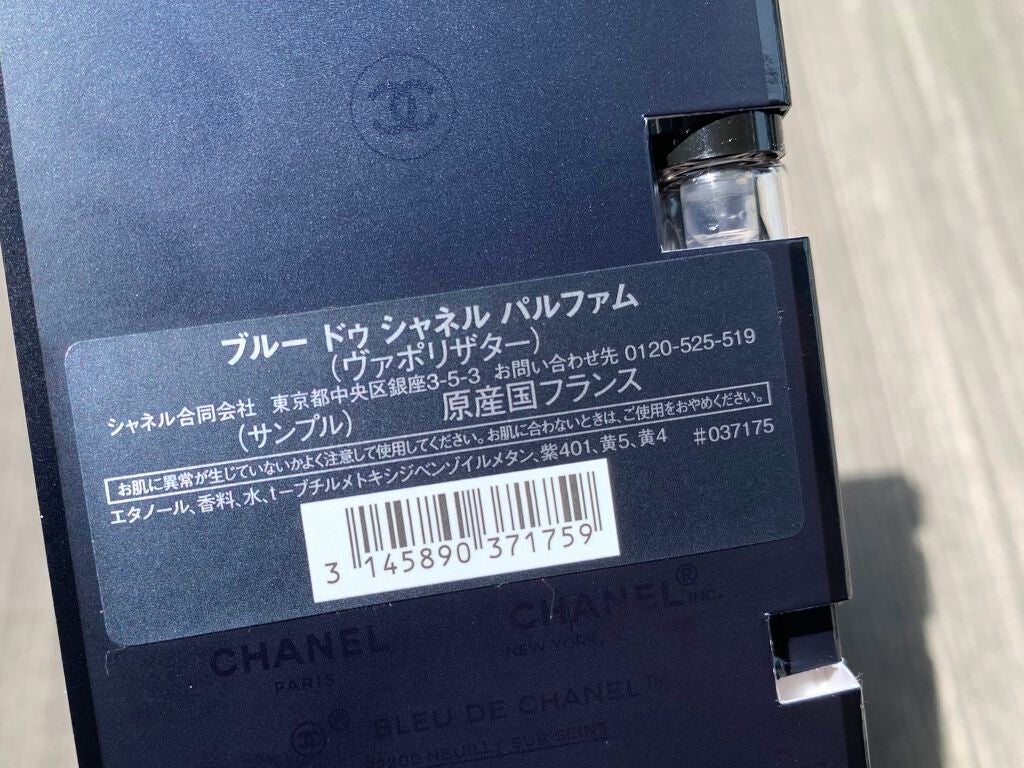 ブルー ドゥ シャネル パルファム
(ヴァポリザター)
シャネル合同会社 東京都中央区銀座3-5-3 お問い合わせ先 0120-525-519
(サンプル) 原産国フランス
お肌に異常が生じていないかよく注意して使用してください。お肌に合わないときは、ご使用をおやめください。
エタノール、香料、水、t-ブチルメトキシジベンゾイルメタン、紫401、黄5、黄4 #037175
3 145890 371759
CHANEL CHANEL® INC.
PARIS NEW YORK,
® BLEU DE CHANEL™
92200 NEUILLY SUR SEINE